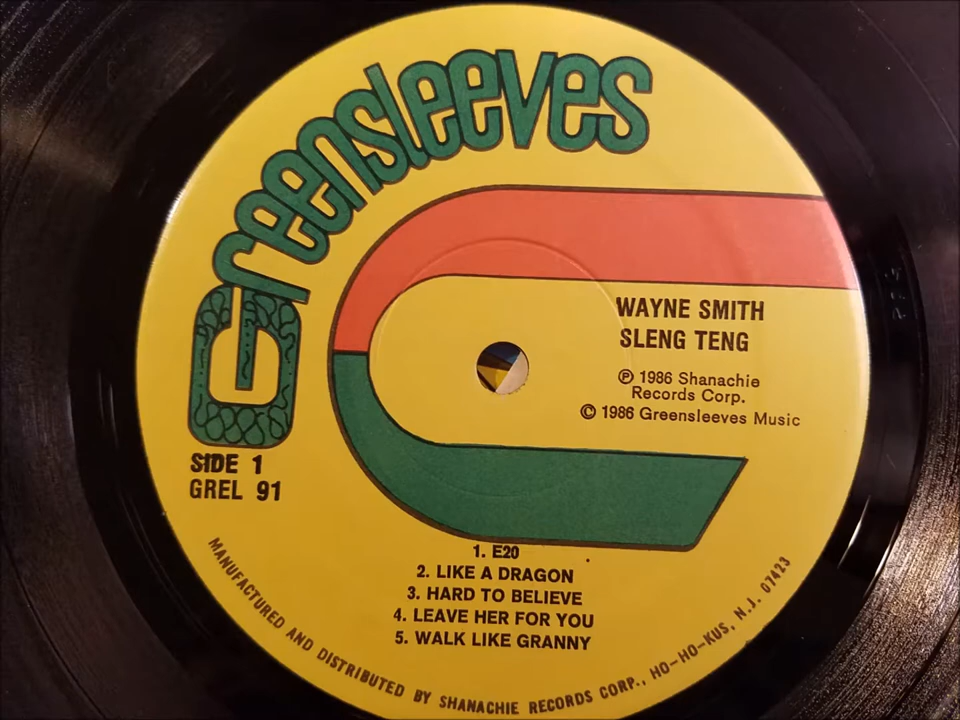 Greensleeves
WAYNE SMITH
SLENG TENG
℗ 1986 Shanachie
Records Corp.
© 1986 Greensleeves Music
SIDE 1
GREL 91
1. E20
2. LIKE A DRAGON
3. HARD TO BELIEVE
4. LEAVE HER FOR YOU
5. WALK LIKE GRANNY
MANUFACTURED AND DISTRIBUTED BY SHANACHIE RECORDS CORP., HO-HO-KUS, N.J. 07423